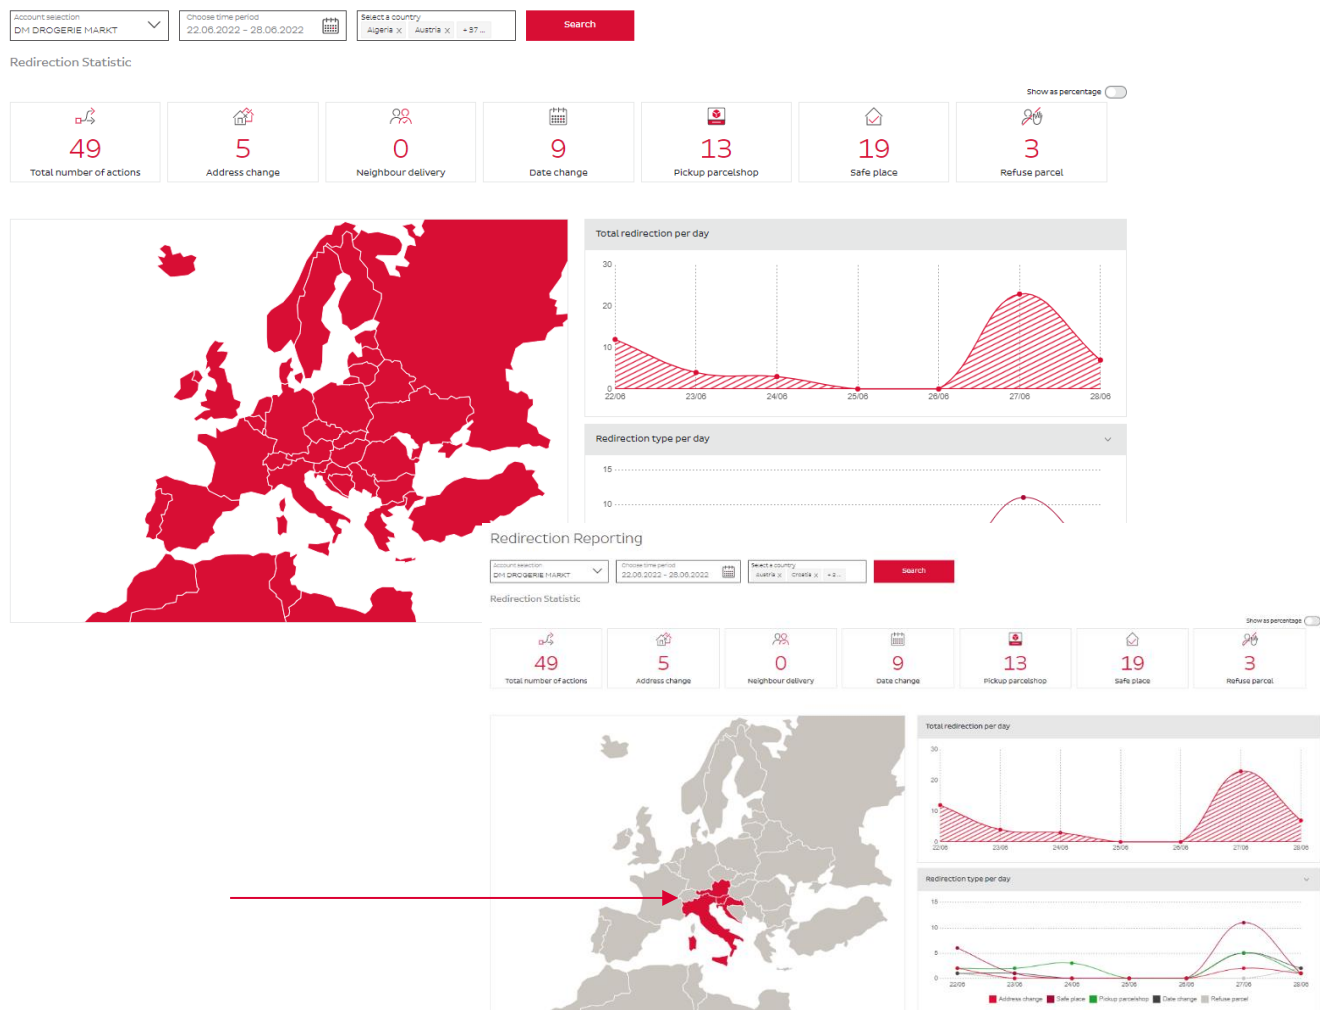 Account selection
DM DROGERIE MARKT
Choose time period
22.06.2022 - 28.06.2022
Select a country
Algeria x Austria x + 37 ...
Search
Redirection Statistic
Show as percentage
49
Total number of actions
5
Address change
0
Neighbour delivery
9
Date change
13
Pickup parcelshop
19
Safe place
3
Refuse parcel
Total redirection per day
30
20
10
0
22/06 23/06 24/06 25/06 26/06 27/06 28/06
Redirection type per day
15
10
Redirection Reporting
Account selection
DM DROGERIE MARKT
Choose time period
22.06.2022 - 28.06.2022
Select a country
Austria x Croatia x + 2 ...
Search
Redirection Statistic
Show as percentage
49
Total number of actions
5
Address change
0
Neighbour delivery
9
Date change
13
Pickup parcelshop
19
Safe place
3
Refuse parcel
Total redirection per day
30
20
10
0
22/06 23/06 24/06 25/06 26/06 27/06 28/06
Redirection type per day
15
10
5
0
22/06 23/06 24/06 25/06 26/06 27/06 28/06
Address change Safe place Pickup parcelshop Date change Refuse parcel